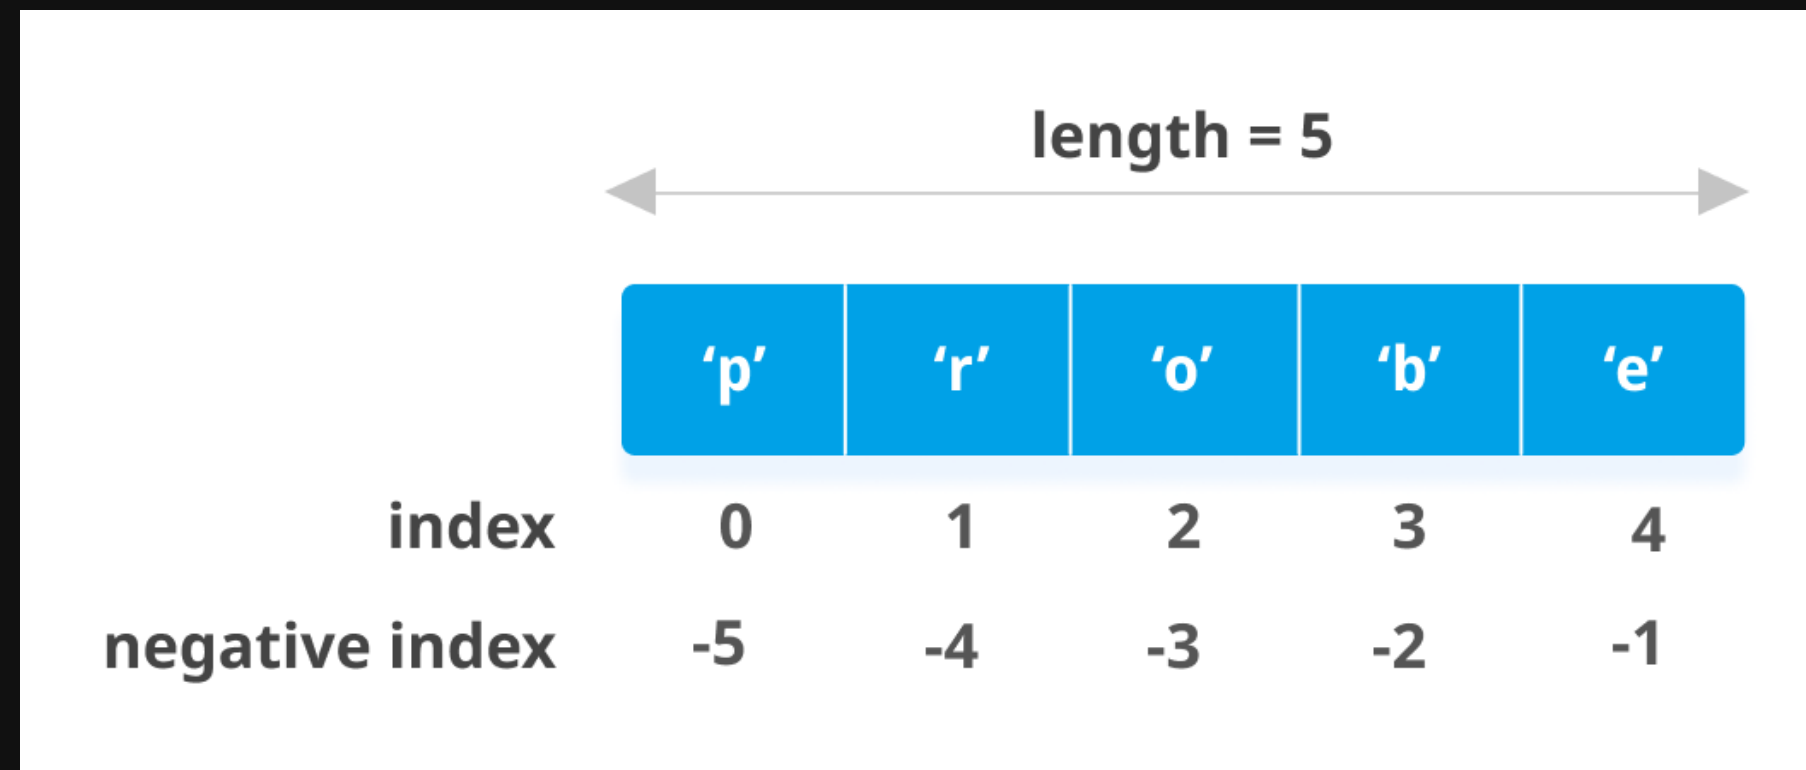 length = 5
‘p’ ‘r’ ‘o’ ‘b’ ‘e’
index 0 1 2 3 4
negative index -5 -4 -3 -2 -1